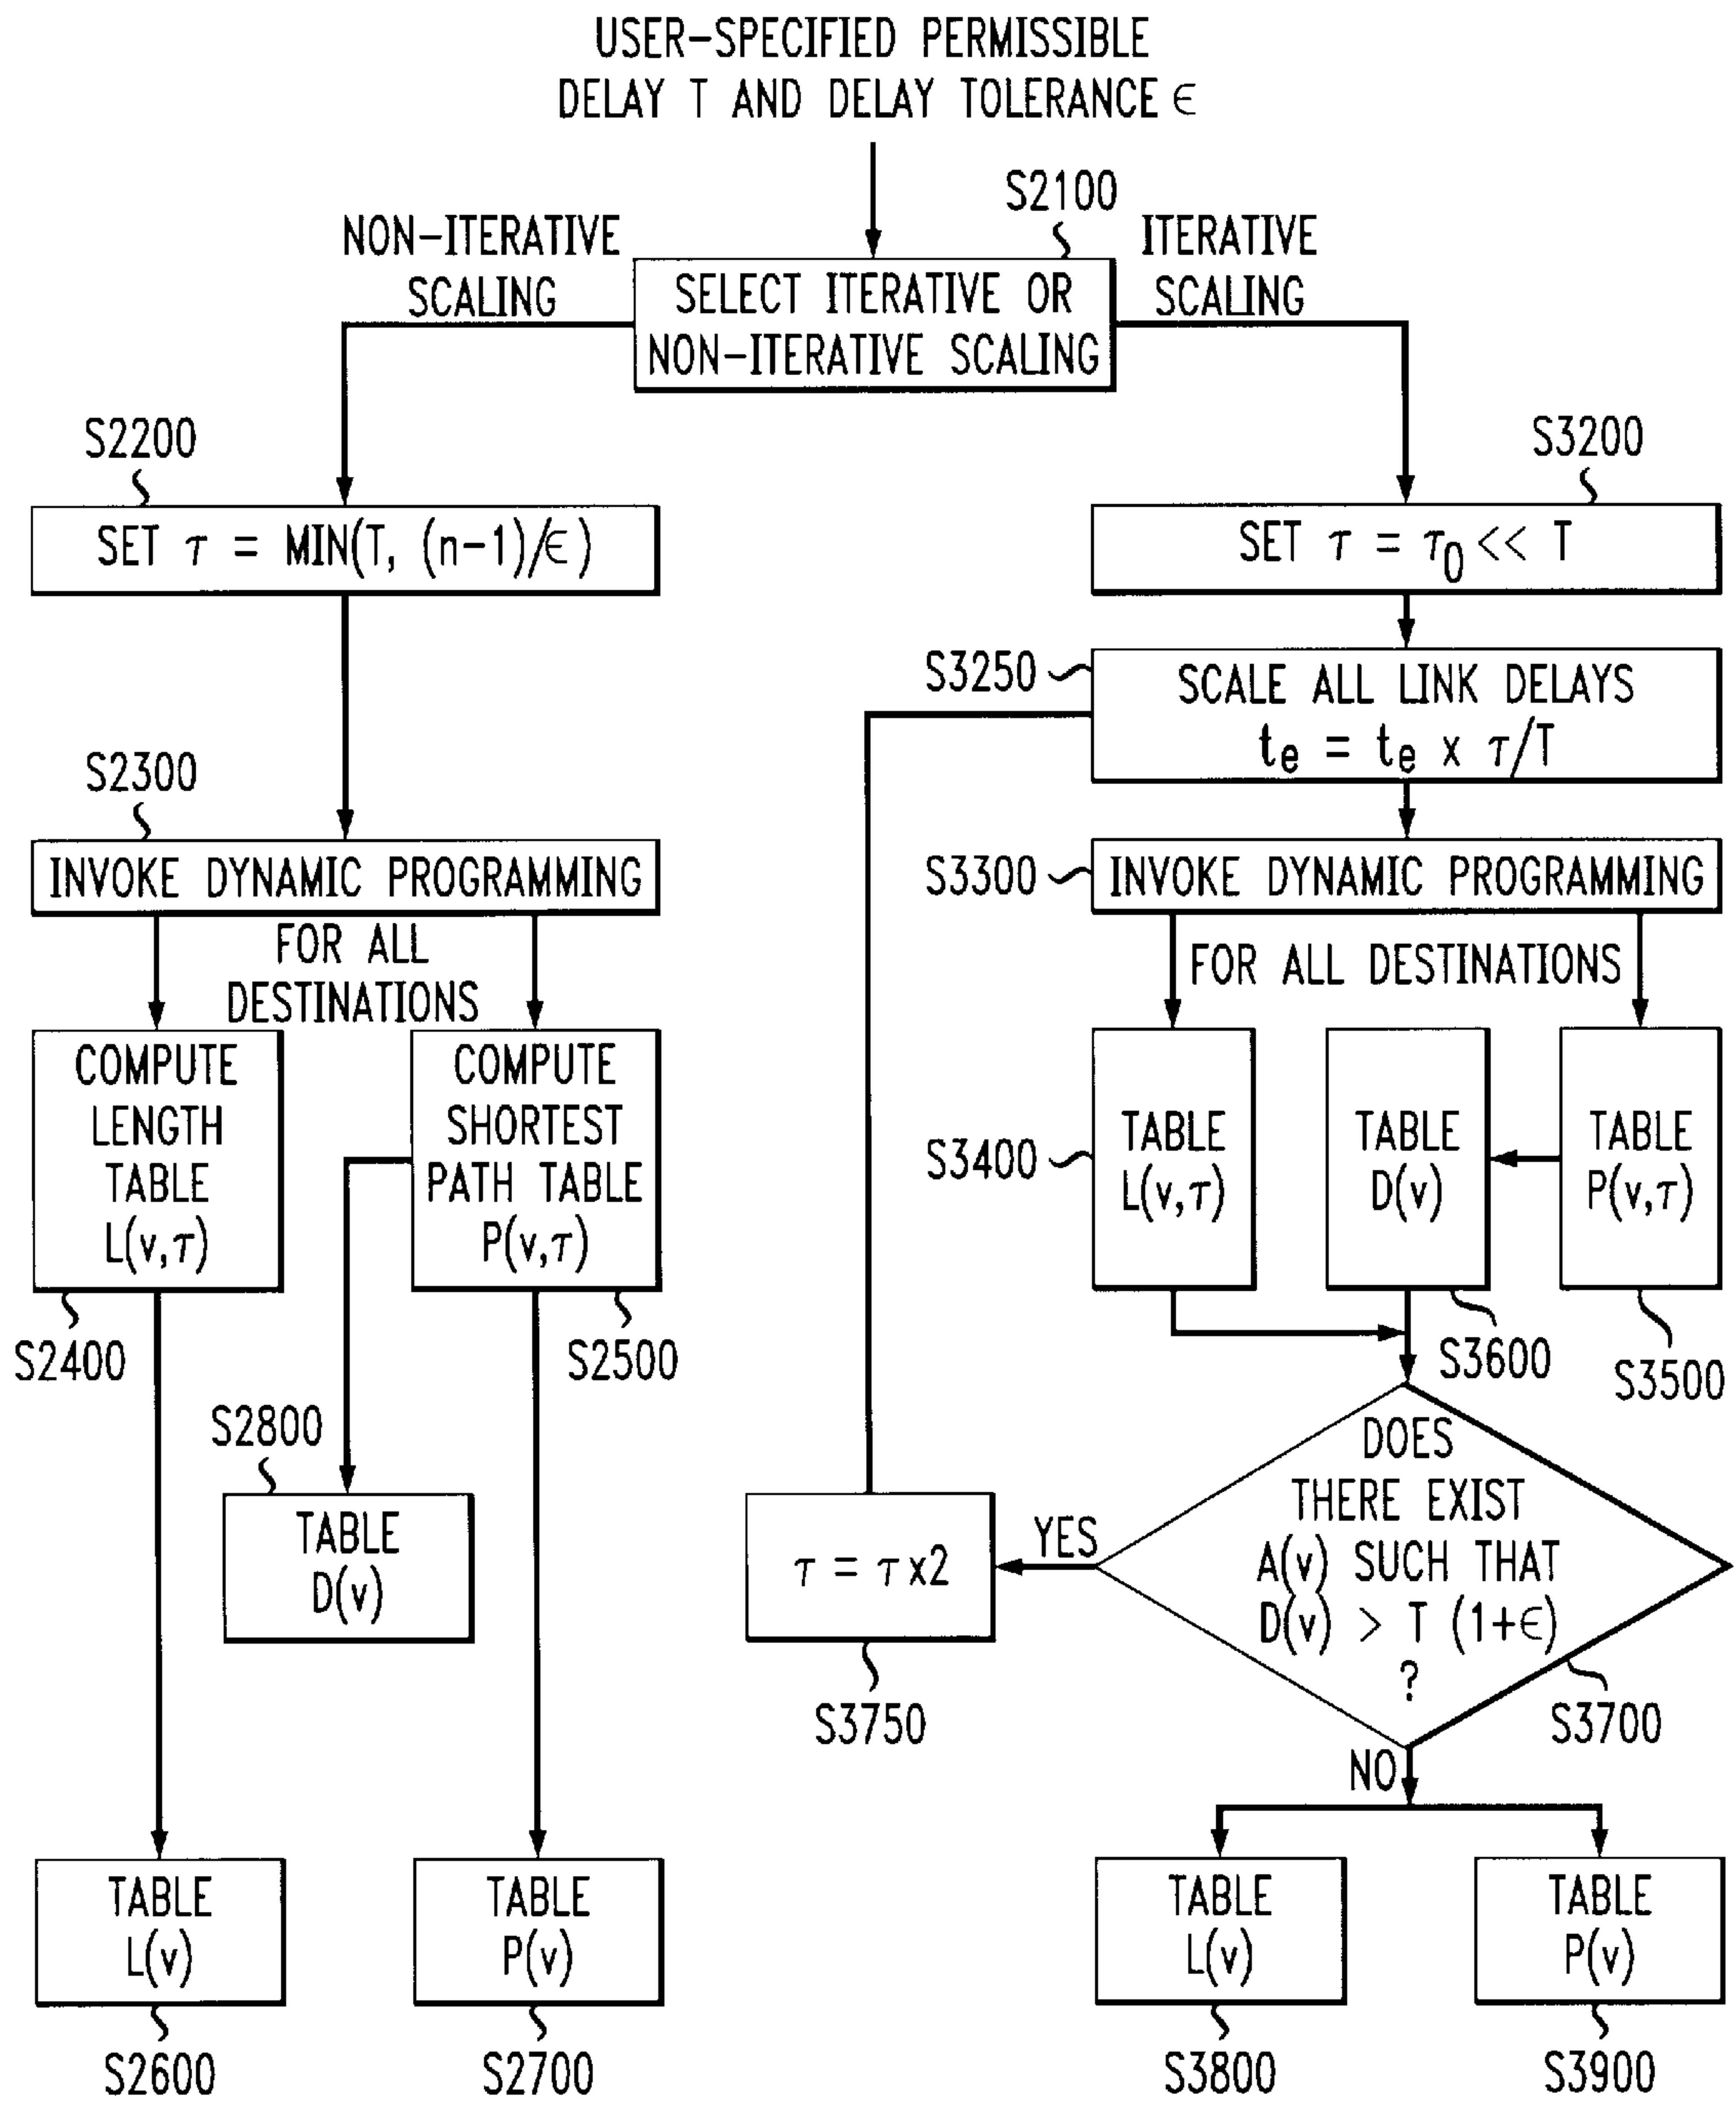 USER-SPECIFIED PERMISSIBLE
DELAY T AND DELAY TOLERANCE ϵ
S2100
NON-ITERATIVE
SCALING
ITERATIVE
SCALING
SELECT ITERATIVE OR
NON-ITERATIVE SCALING
S2200
SET τ = MIN(T, (n-1)/ϵ)
S2300
INVOKE DYNAMIC PROGRAMMING
FOR ALL
DESTINATIONS
COMPUTE
LENGTH
TABLE
L(v,τ)
S2400
COMPUTE
SHORTEST
PATH TABLE
P(v,τ)
S2500
S2800
TABLE
D(v)
TABLE
L(v)
S2600
TABLE
P(v)
S2700
S3200
SET τ = τ0 << T
S3250
SCALE ALL LINK DELAYS
te = te x τ/T
S3300
INVOKE DYNAMIC PROGRAMMING
FOR ALL DESTINATIONS
S3400
TABLE
L(v,τ)
TABLE
D(v)
TABLE
P(v,τ)
S3600
S3500
DOES
THERE EXIST
A(v) SUCH THAT
D(v) > T (1+ϵ)
?
S3700
YES
τ = τx2
S3750
NO
TABLE
L(v)
S3800
TABLE
P(v)
S3900